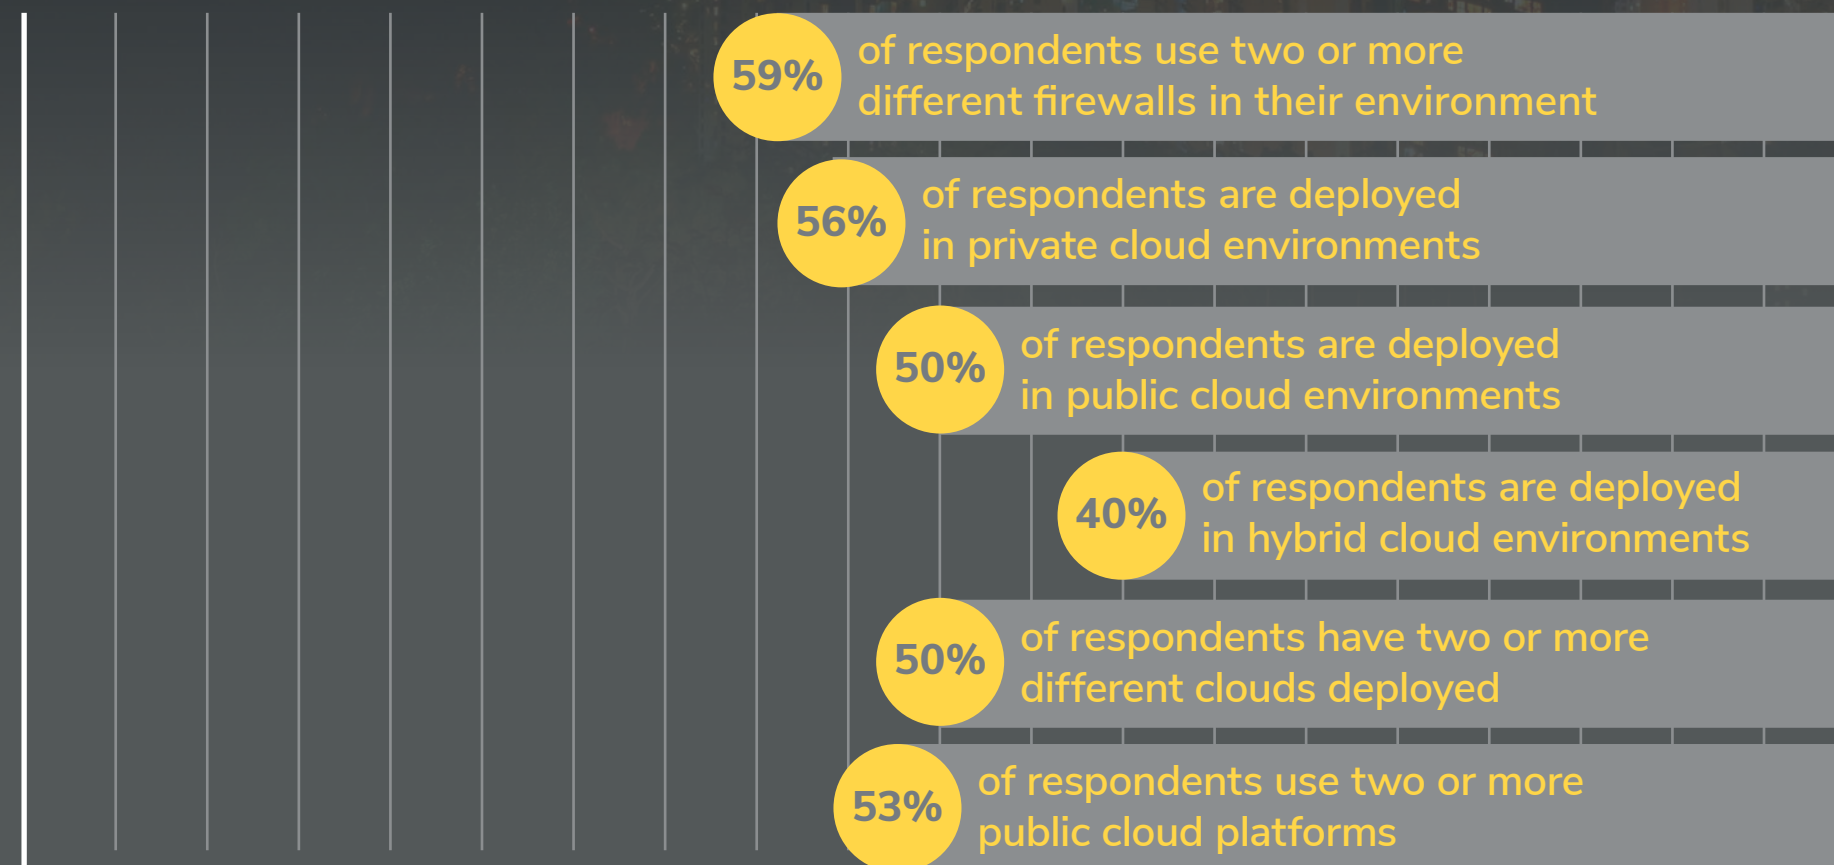 59%
of respondents use two or more
different firewalls in their environment
56%
of respondents are deployed
in private cloud environments
50%
of respondents are deployed
in public cloud environments
40%
of respondents are deployed
in hybrid cloud environments
50%
of respondents have two or more
different clouds deployed
53%
of respondents use two or more
public cloud platforms